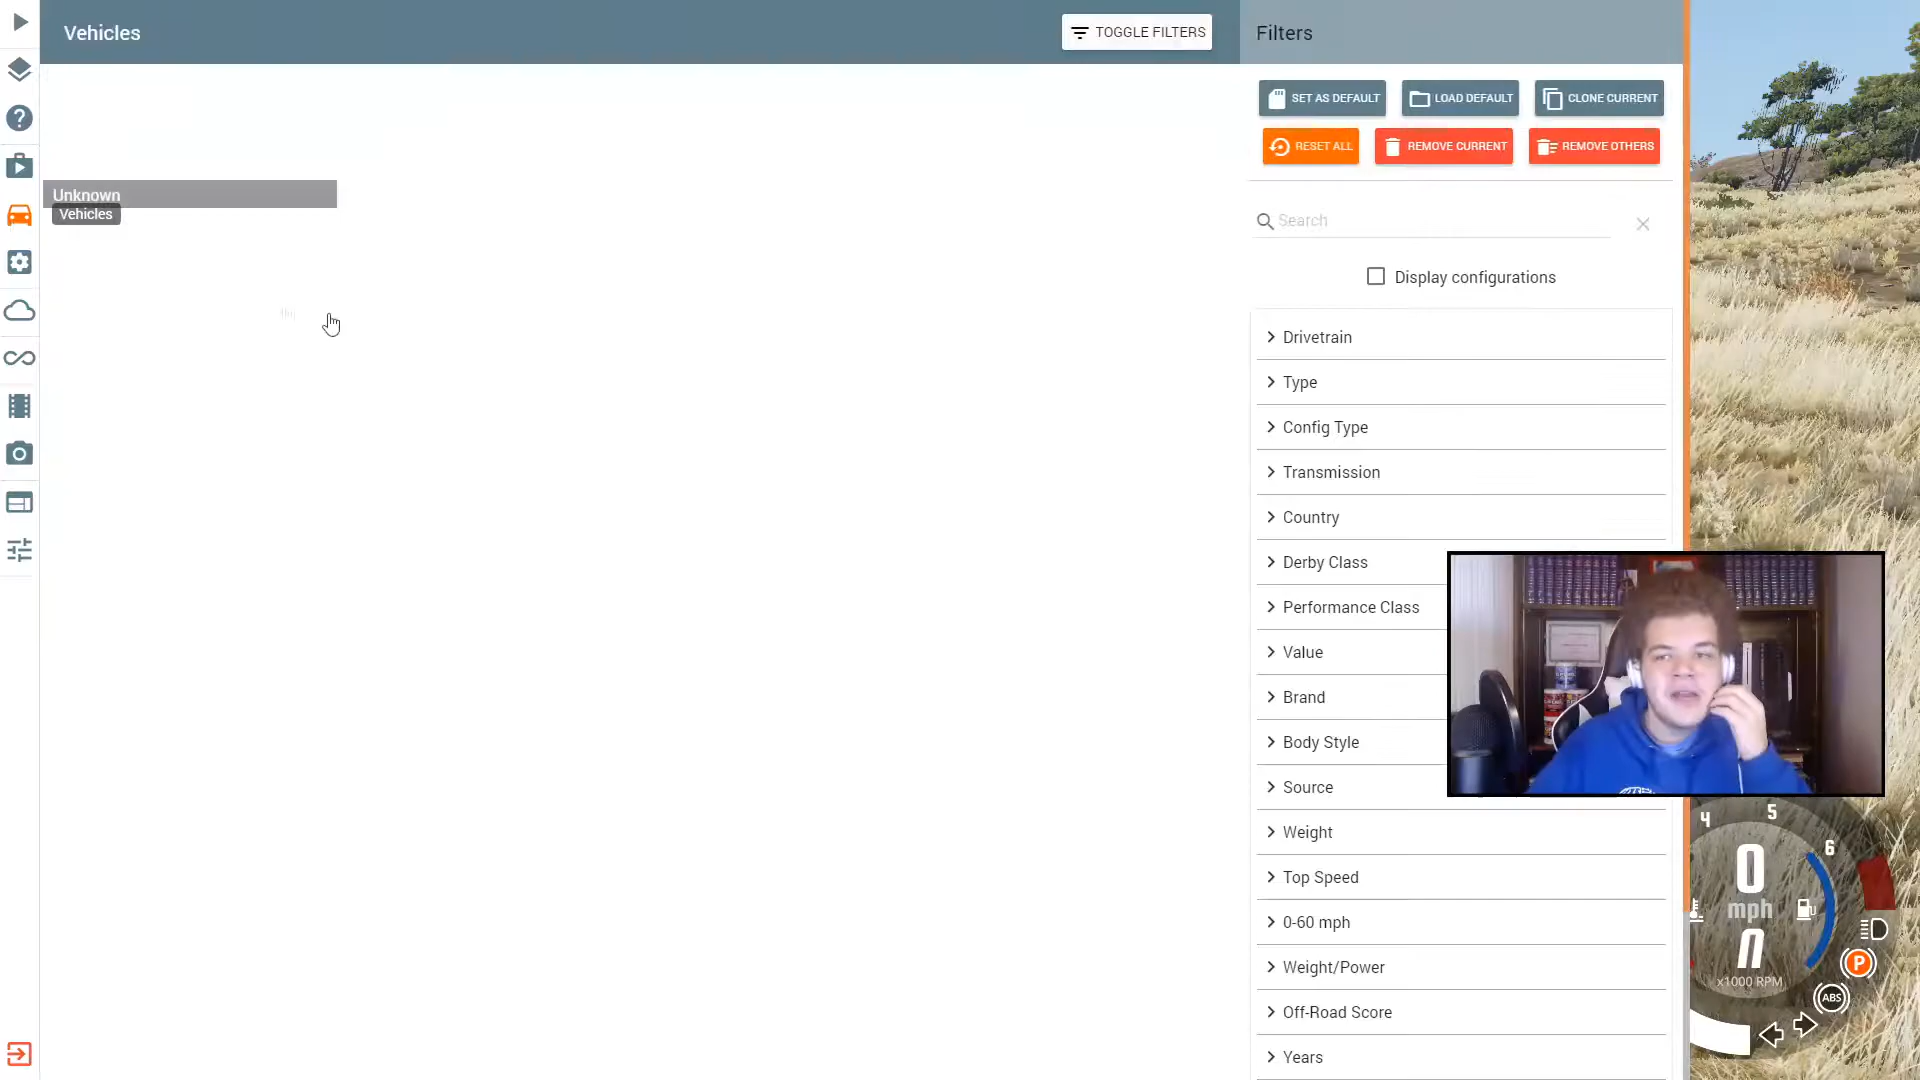 Vehicles
TOGGLE FILTERS
Filters
SET AS DEFAULT
LOAD DEFAULT
CLONE CURRENT
RESET ALL
REMOVE CURRENT
REMOVE OTHERS
Unknown
Vehicles
Search
Display configurations
Drivetrain
Type
Config Type
Transmission
Country
Derby Class
Performance Class
Value
Brand
Body Style
Source
Weight
Top Speed
0-60 mph
Weight/Power
Off-Road Score
Years
4 5 6
0
mph
n
x1000 RPM
P
ABS